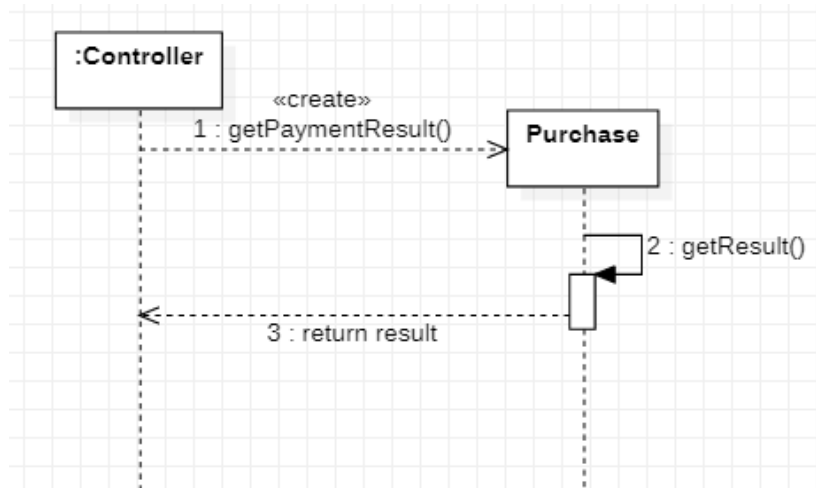 :Controller
«create»
1 : getPaymentResult()
Purchase
2 : getResult()
3 : return result